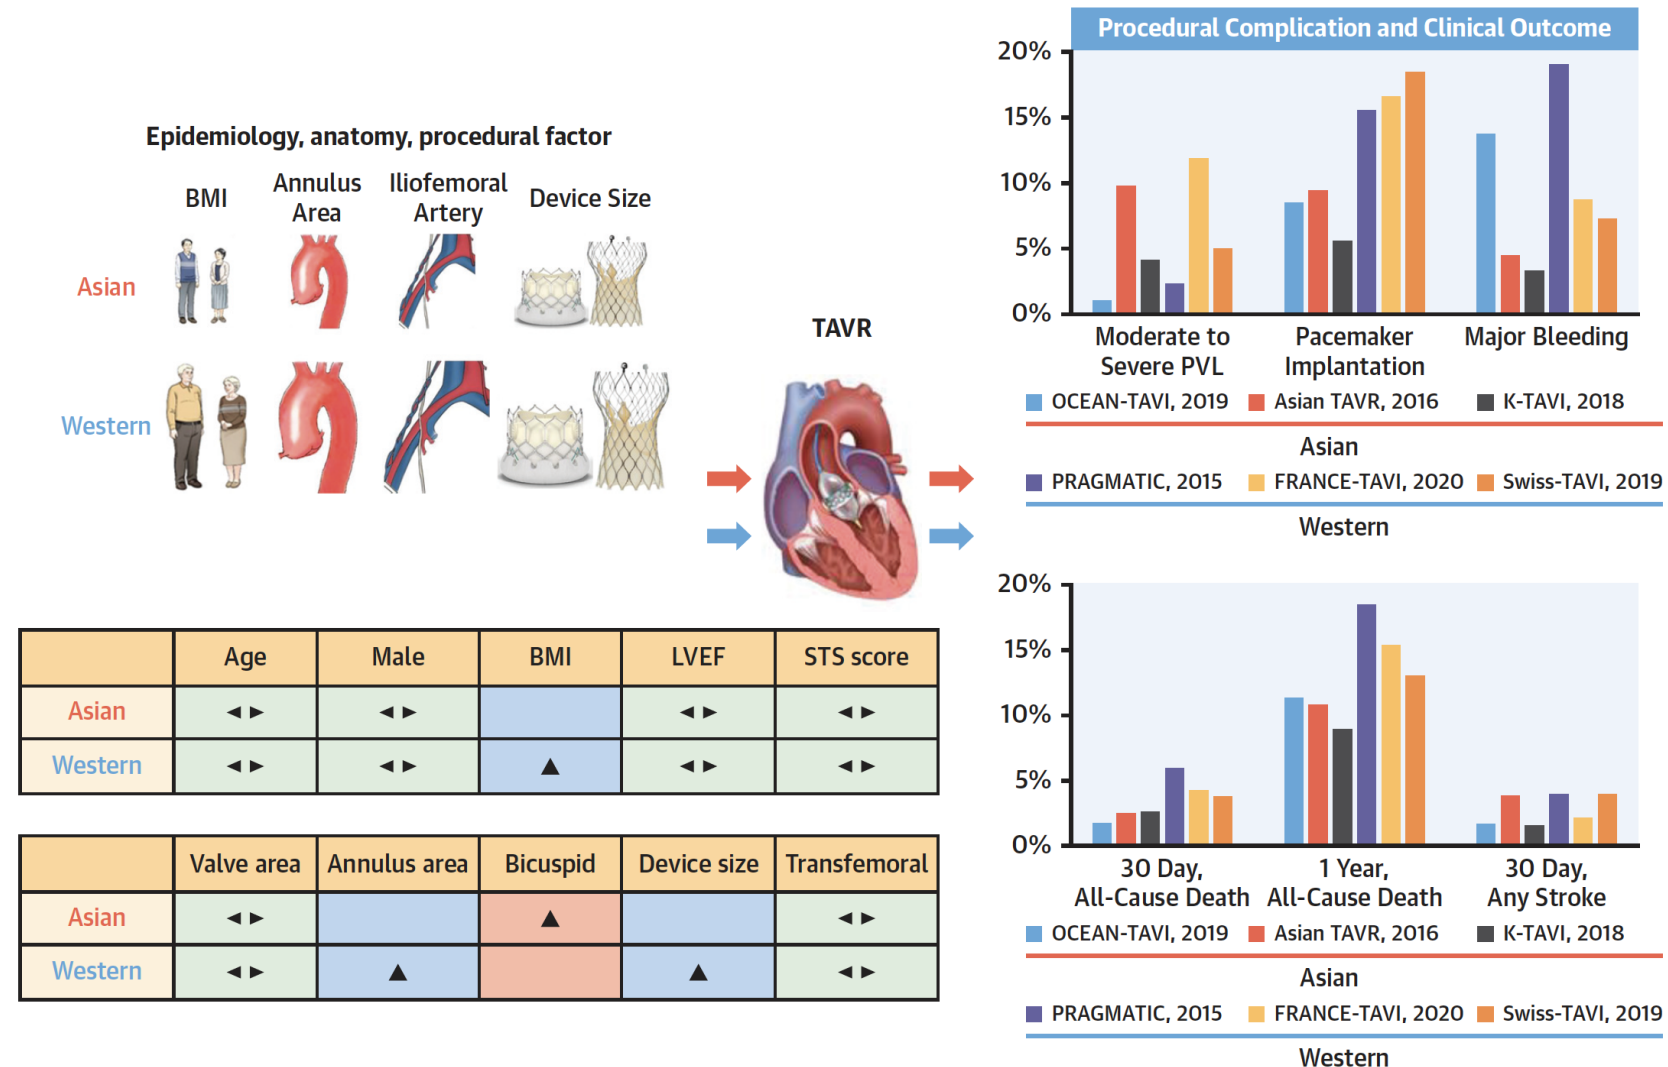 Procedural Complication and Clinical Outcome
Epidemiology, anatomy, procedural factor
BMI
Annulus
Area
Iliofemoral
Artery
Device Size
Asian
Western
TAVR
20%
15%
10%
5%
0%
Moderate to
Severe PVL
Pacemaker
Implantation
Major Bleeding
OCEAN-TAVI, 2019 Asian TAVR, 2016 K-TAVI, 2018
Asian
PRAGMATIC, 2015 FRANCE-TAVI, 2020 Swiss-TAVI, 2019
Western
20%
15%
10%
5%
0%
30 Day,
All-Cause Death
1 Year,
All-Cause Death
30 Day,
Any Stroke
OCEAN-TAVI, 2019 Asian TAVR, 2016 K-TAVI, 2018
Asian
PRAGMATIC, 2015 FRANCE-TAVI, 2020 Swiss-TAVI, 2019
Western
Age Male BMI LVEF STS score
Asian ◄ ► ◄ ► ◄ ► ◄ ►
Western ◄ ► ◄ ► ▲ ◄ ► ◄ ►
Valve area Annulus area Bicuspid Device size Transfemoral
Asian ◄ ► ▲ ◄ ►
Western ◄ ► ▲ ▲ ◄ ►